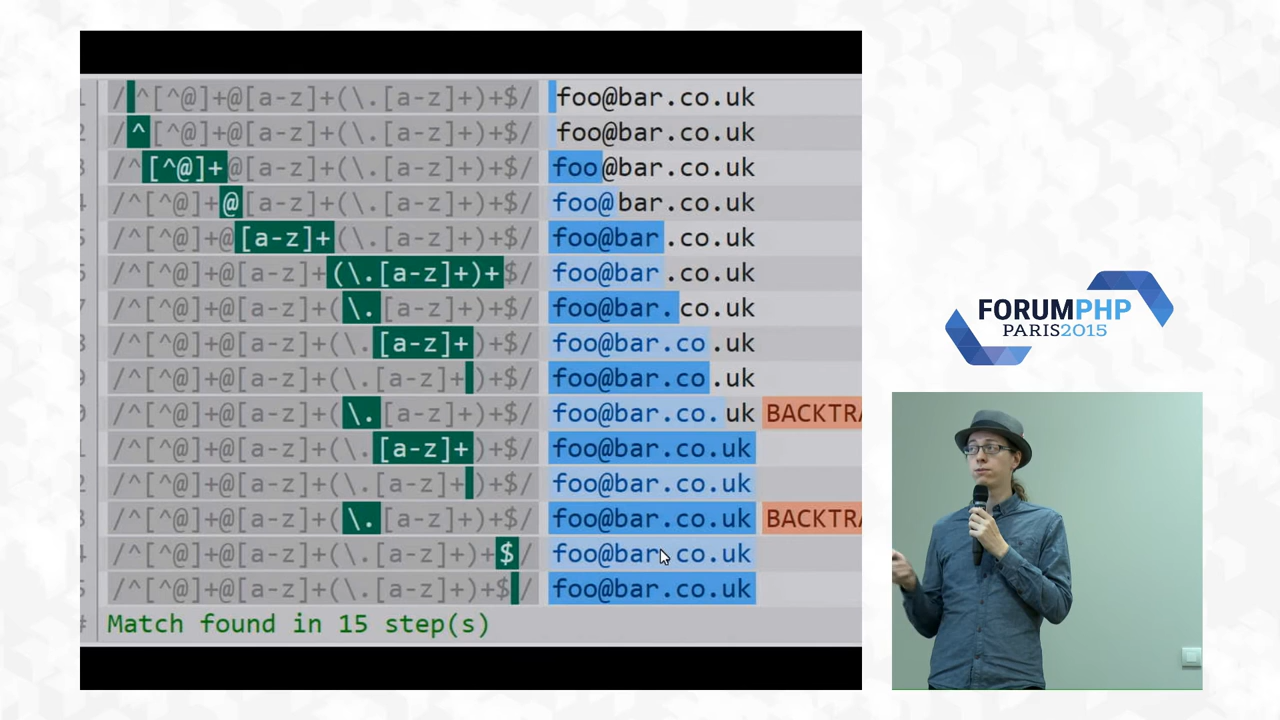 /^[^@]+@[a-z]+(\.[a-z]+)+$/ foo@bar.co.uk
/^[^@]+@[a-z]+(\.[a-z]+)+$/ foo@bar.co.uk
/^[^@]+@[a-z]+(\.[a-z]+)+$/ foo@bar.co.uk
/^[^@]+@[a-z]+(\.[a-z]+)+$/ foo@bar.co.uk
/^[^@]+@[a-z]+(\.[a-z]+)+$/ foo@bar.co.uk
/^[^@]+@[a-z]+(\.[a-z]+)+$/ foo@bar.co.uk
/^[^@]+@[a-z]+(\.[a-z]+)+$/ foo@bar.co.uk
/^[^@]+@[a-z]+(\.[a-z]+)+$/ foo@bar.co.uk
/^[^@]+@[a-z]+(\.[a-z]+)+$/ foo@bar.co.uk
/^[^@]+@[a-z]+(\.[a-z]+)+$/ foo@bar.co.uk BACKTRA
/^[^@]+@[a-z]+(\.[a-z]+)+$/ foo@bar.co.uk
/^[^@]+@[a-z]+(\.[a-z]+)+$/ foo@bar.co.uk
/^[^@]+@[a-z]+(\.[a-z]+)+$/ foo@bar.co.uk BACKTRA
/^[^@]+@[a-z]+(\.[a-z]+)+$/ foo@bar.co.uk
/^[^@]+@[a-z]+(\.[a-z]+)+$/ foo@bar.co.uk
# Match found in 15 step(s)
FORUMPHP
PARIS2015